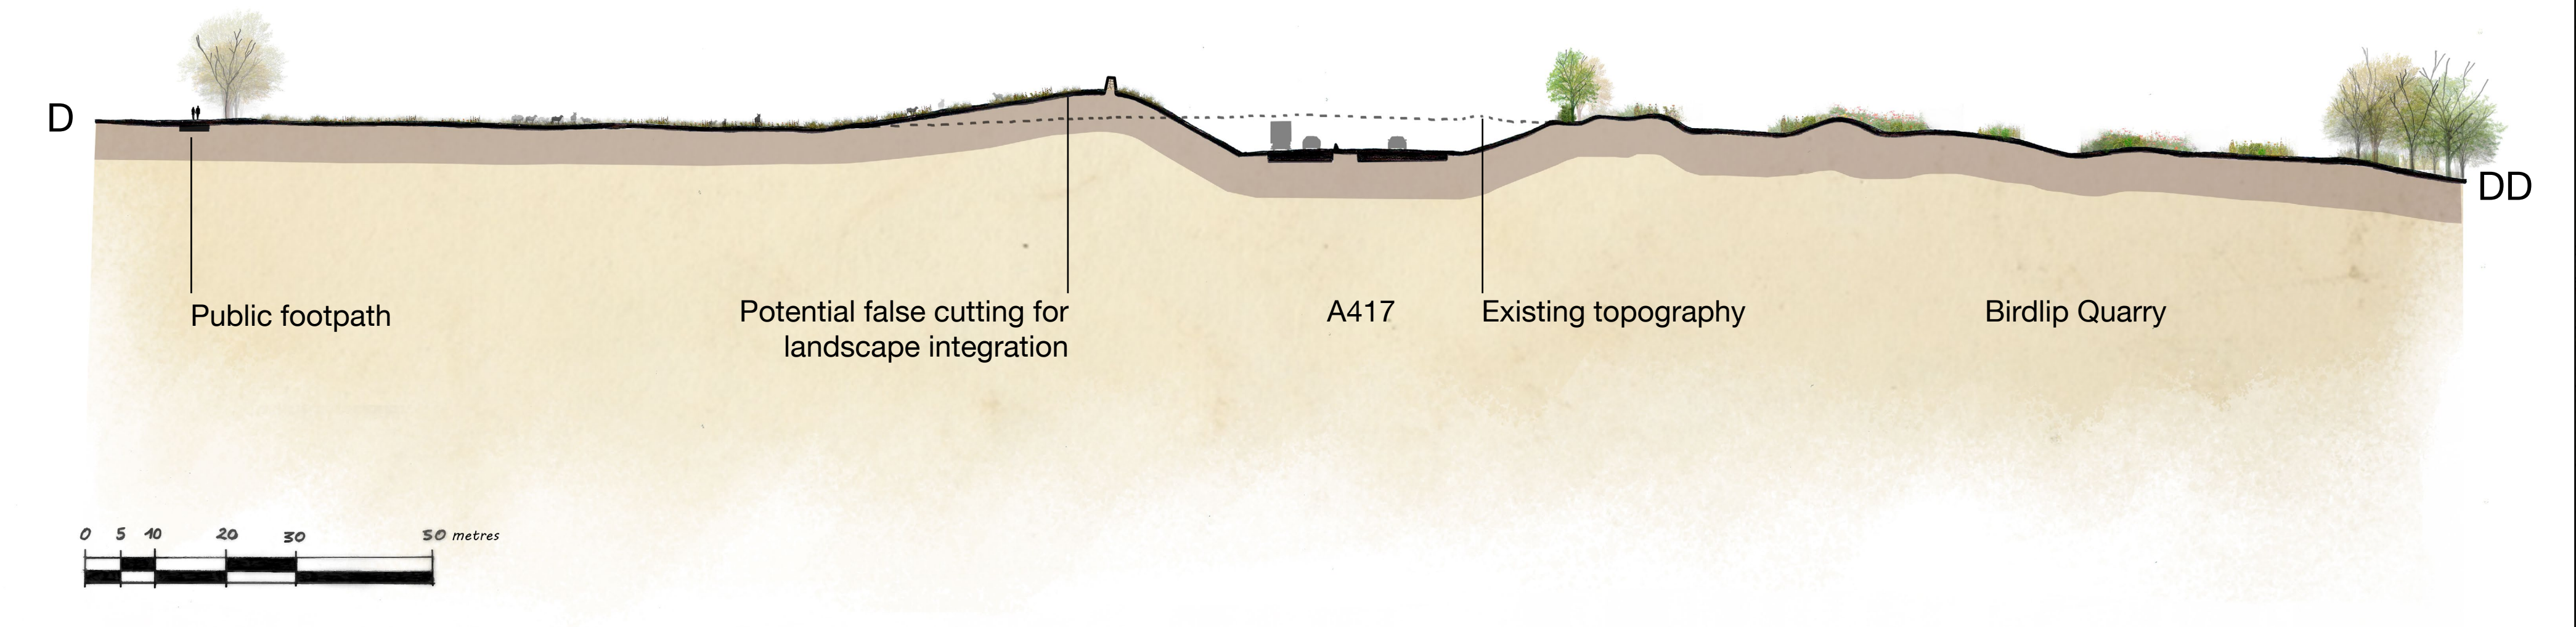 D
DD
Public footpath
Potential false cutting for
landscape integration
A417
Existing topography
Birdlip Quarry
0 5 10 20 30 50 metres